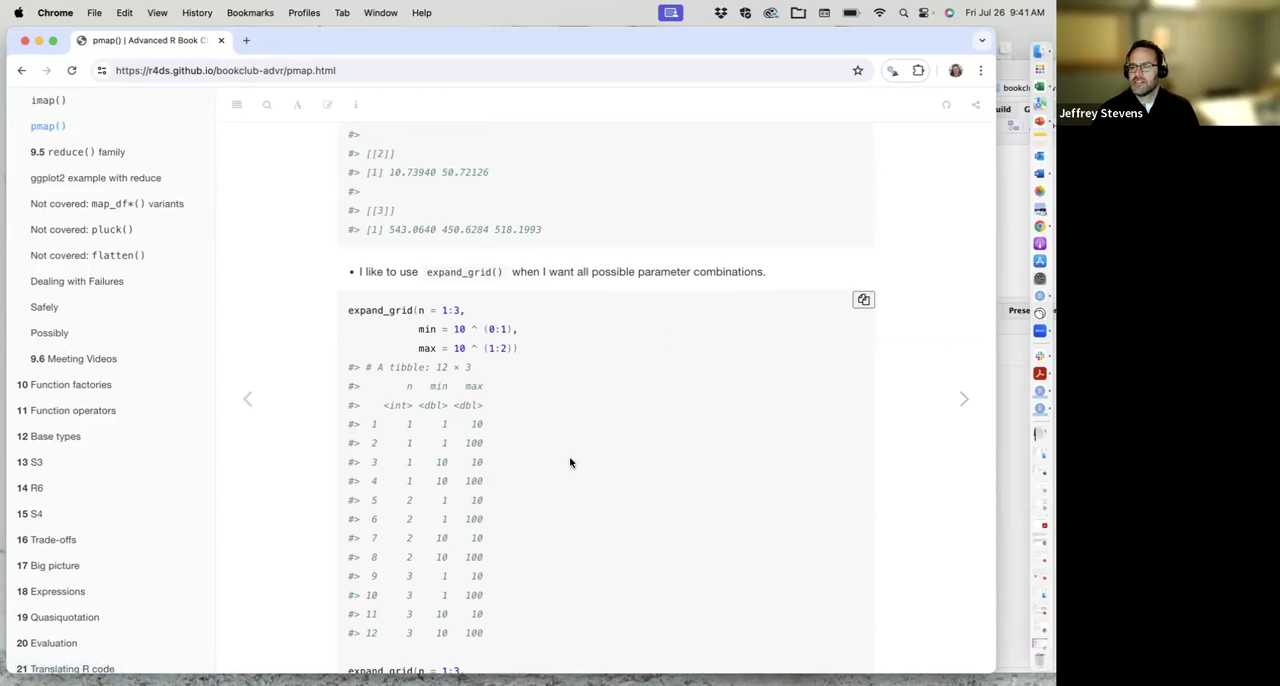 Chrome File Edit View History Bookmarks Profiles Tab Window Help Fri Jul 26 9:41 AM
pmap() | Advanced R Book C
https://r4ds.github.io/bookclub-advr/pmap.html
imap()
pmap()
9.5 reduce() family
ggplot2 example with reduce
Not covered: map_df*() variants
Not covered: pluck()
Not covered: flatten()
Dealing with Failures
Safely
Possibly
9.6 Meeting Videos
10 Function factories
11 Function operators
12 Base types
13 S3
14 R6
15 S4
16 Trade-offs
17 Big picture
18 Expressions
19 Quasiquotation
20 Evaluation
21 Translating R code
#>
#> [[2]]
#> [1] 10.73940 50.72126
#>
#> [[3]]
#> [1] 543.0640 450.6284 518.1993
• I like to use expand_grid() when I want all possible parameter combinations.
expand_grid(n = 1:3,
min = 10 ^ (0:1),
max = 10 ^ (1:2))
#> # A tibble: 12 × 3
#> n min max
#> <int> <dbl> <dbl>
#> 1 1 1 10
#> 2 1 1 100
#> 3 1 10 10
#> 4 1 10 100
#> 5 2 1 10
#> 6 2 1 100
#> 7 2 10 10
#> 8 2 10 100
#> 9 3 1 10
#> 10 3 1 100
#> 11 3 10 10
#> 12 3 10 100
expand_grid(n = 1:3,
bookcl
uild
Prese
Jeffrey Stevens